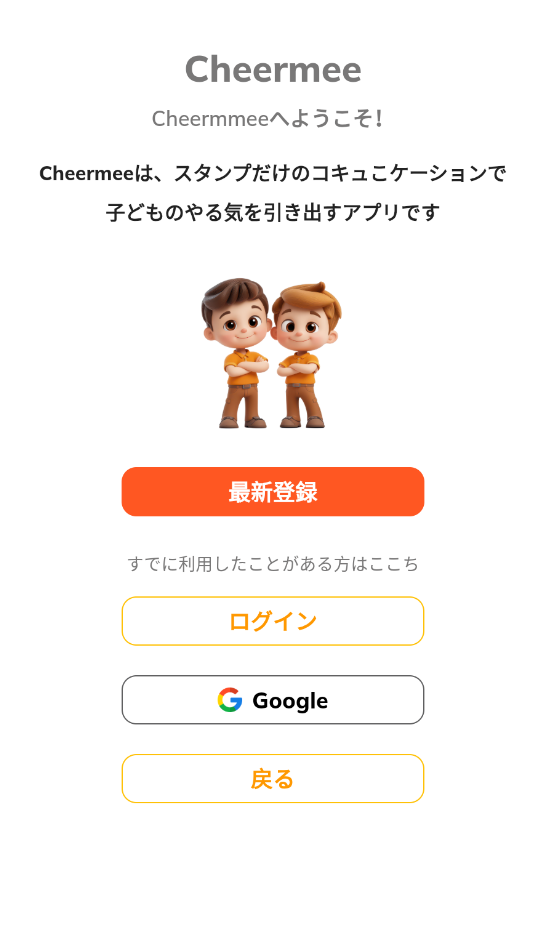 Cheermee
Cheermmeeへようこそ!
Cheermeeは、スタンプだけのコキュこケーションで
子どものやる気を引き出すアプリです
最新登録
すでに利用したことがある方はここち
ログイン
Google
戻る